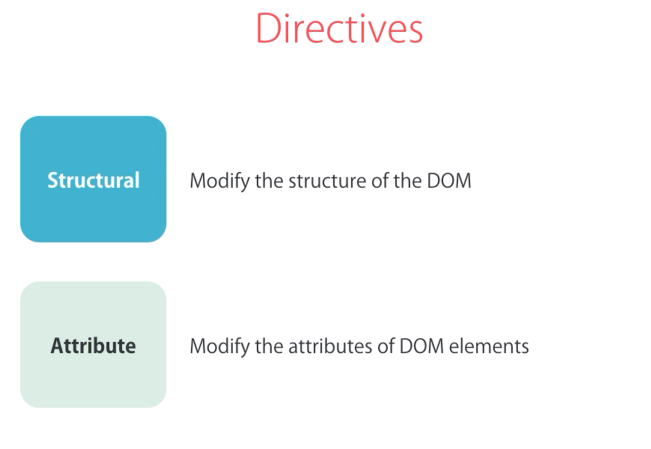 Directives
Structural
Modify the structure of the DOM
Attribute
Modify the attributes of DOM elements